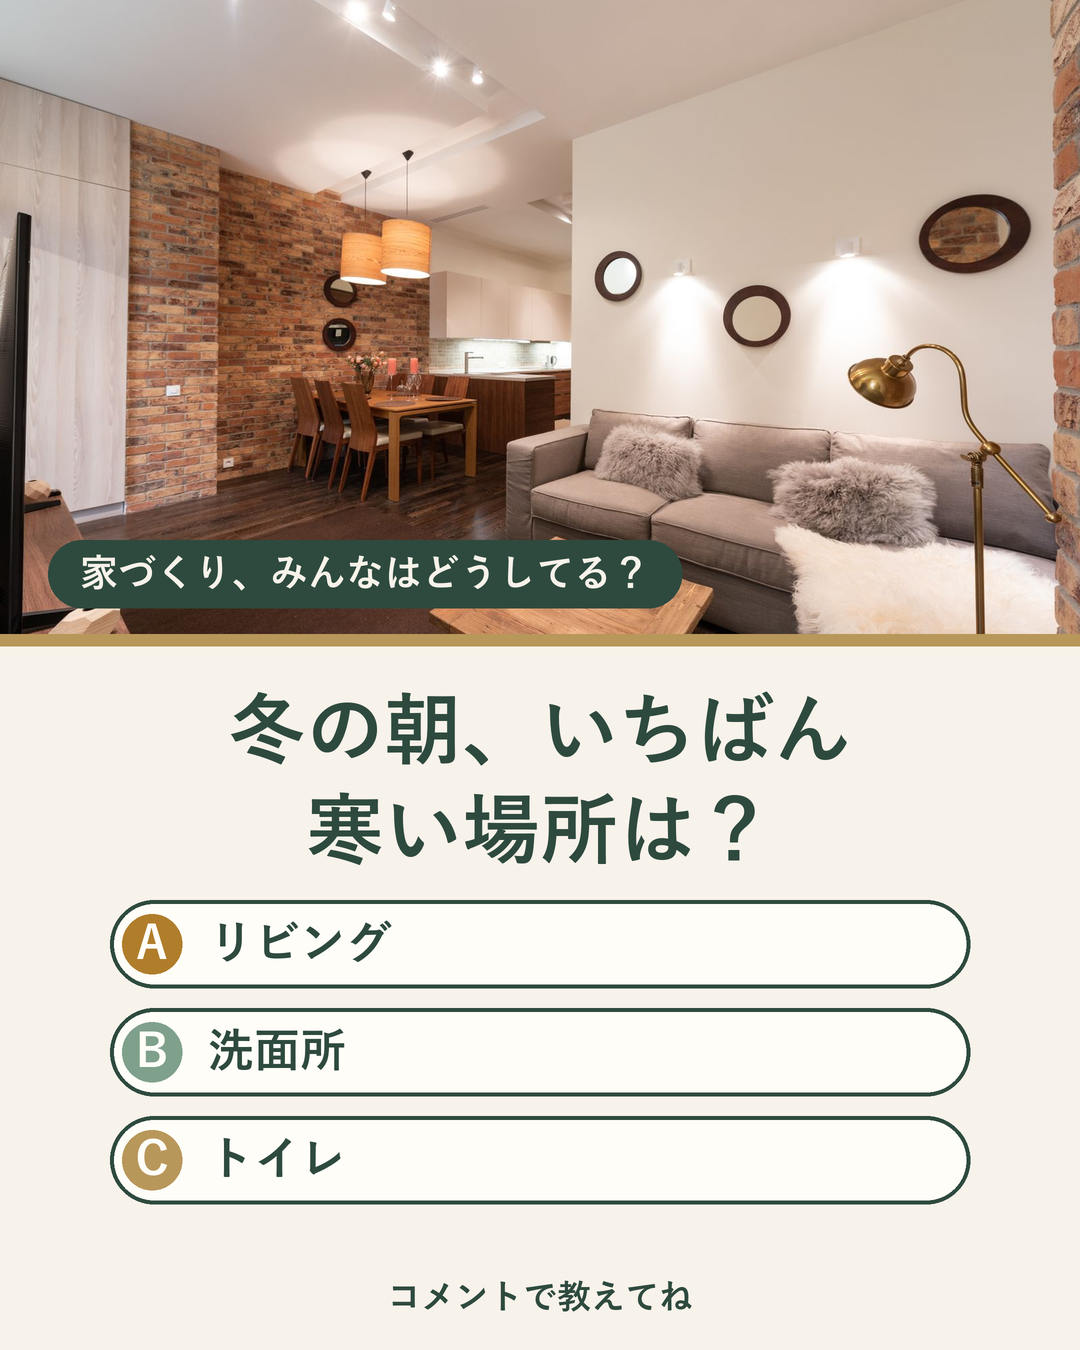 家づくり、みんなはどうしてる？
冬の朝、いちばん
寒い場所は？
A リビング
B 洗面所
C トイレ
コメントで教えてね